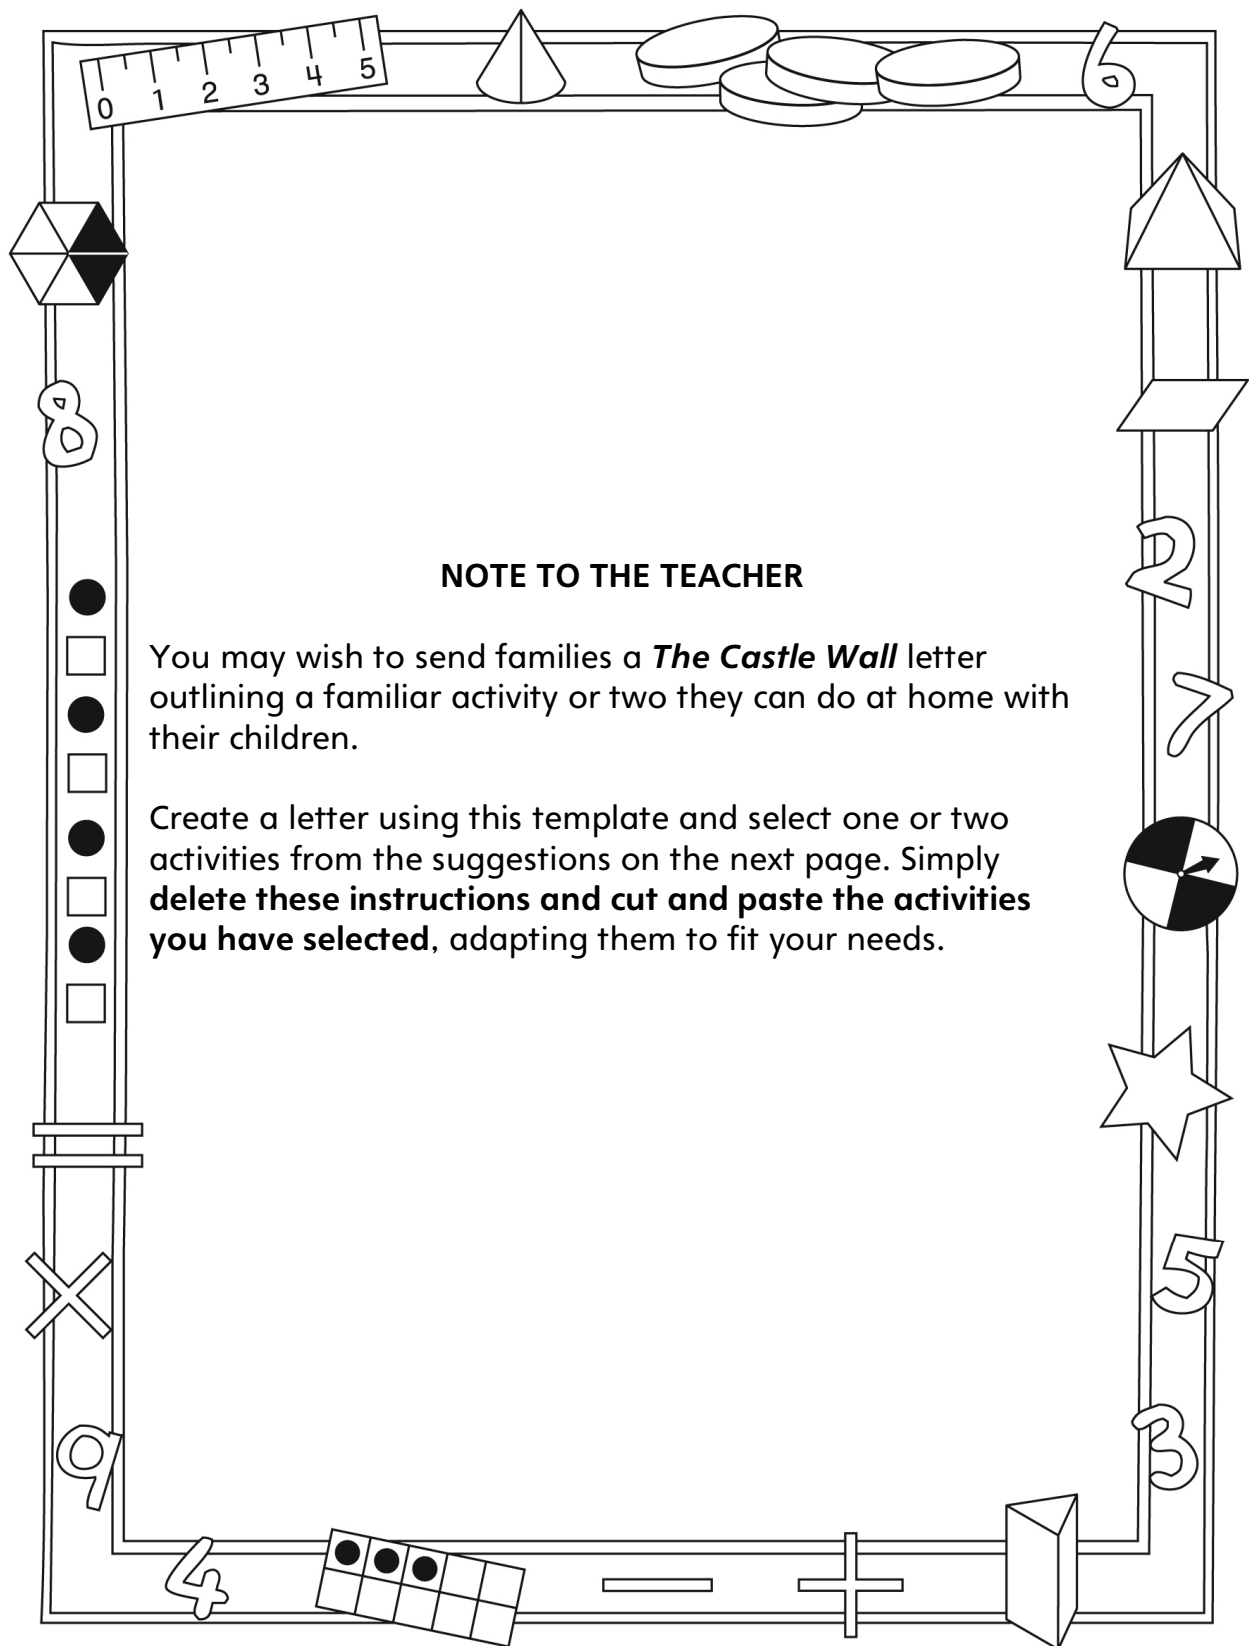 0 1 2 3 4 5
6
8
2
7
NOTE TO THE TEACHER
You may wish to send families a The Castle Wall letter
outlining a familiar activity or two they can do at home with
their children.
Create a letter using this template and select one or two
activities from the suggestions on the next page. Simply
delete these instructions and cut and paste the activities
you have selected, adapting them to fit your needs.
=
×
5
9
3
4
− +